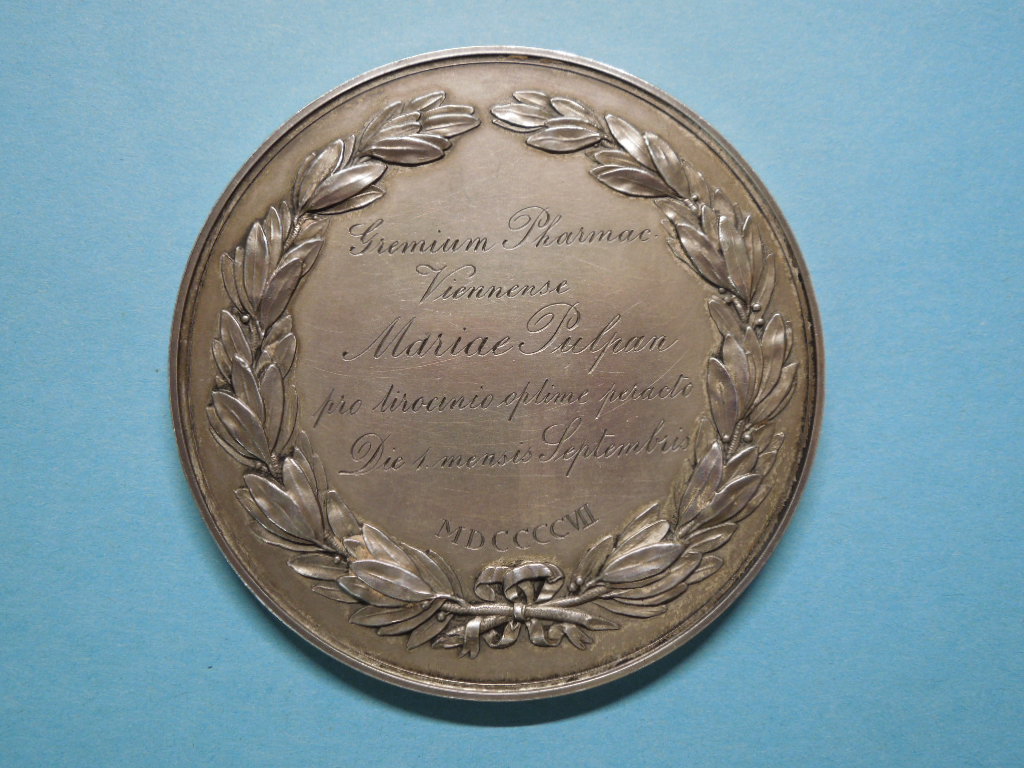 Gremium Pharmac.
Viennense
Mariae Pulpan
pro tirocinio optime peracto
Die 1. mensis Septembris
MDCCCCVII